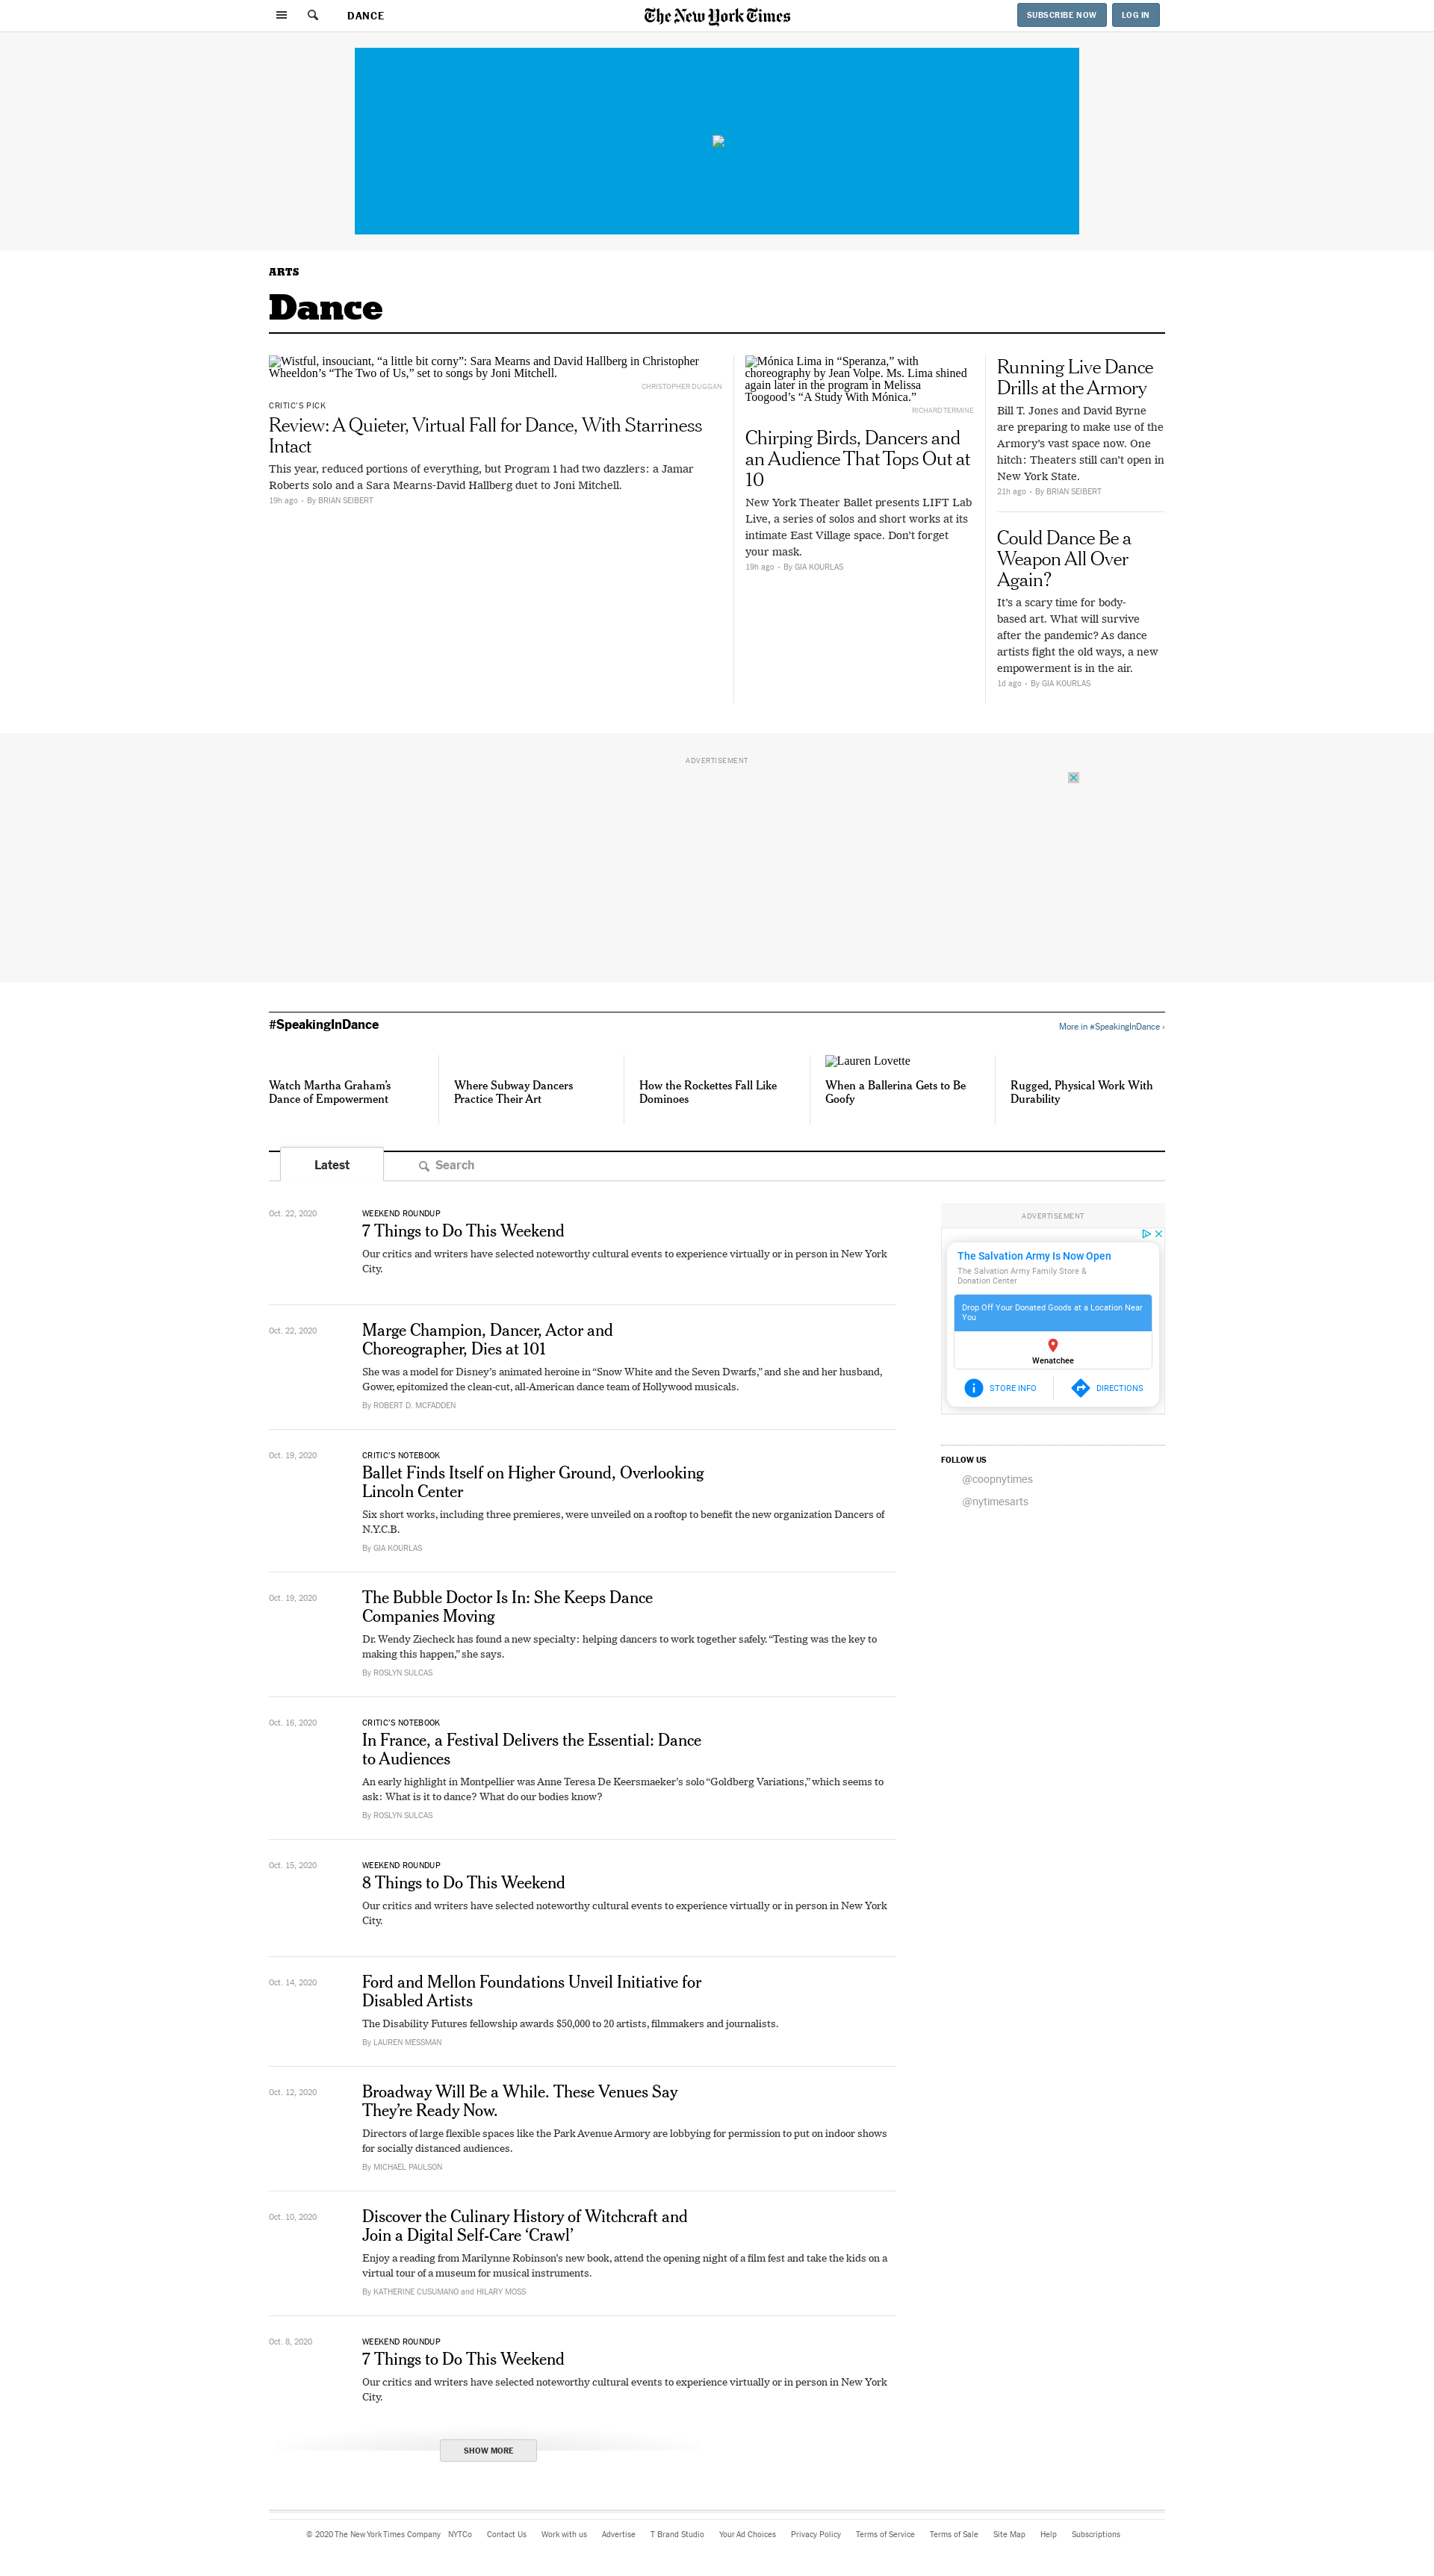 DANCE
The New York Times
SUBSCRIBE NOW
LOG IN
ARTS
Dance
Wistful, insouciant, “a little bit corny”: Sara Mearns and David Hallberg in Christopher
Wheeldon’s “The Two of Us,” set to songs by Joni Mitchell.
CHRISTOPHER DUGGAN
CRITIC’S PICK
Review: A Quieter, Virtual Fall for Dance, With Starriness
Intact
This year, reduced portions of everything, but Program 1 had two dazzlers: a Jamar
Roberts solo and a Sara Mearns-David Hallberg duet to Joni Mitchell.
19h ago • By BRIAN SEIBERT
Mónica Lima in “Speranza,” with
choreography by Jean Volpe. Ms. Lima shined
again later in the program in Melissa
Toogood’s “A Study With Mónica.”
RICHARD TERMINE
Chirping Birds, Dancers and
an Audience That Tops Out at
10
New York Theater Ballet presents LIFT Lab
Live, a series of solos and short works at its
intimate East Village space. Don’t forget
your mask.
19h ago • By GIA KOURLAS
Running Live Dance
Drills at the Armory
Bill T. Jones and David Byrne
are preparing to make use of the
Armory’s vast space now. One
hitch: Theaters still can’t open in
New York State.
21h ago • By BRIAN SEIBERT
Could Dance Be a
Weapon All Over
Again?
It’s a scary time for body-
based art. What will survive
after the pandemic? As dance
artists fight the old ways, a new
empowerment is in the air.
1d ago • By GIA KOURLAS
ADVERTISEMENT
#SpeakingInDance
More in #SpeakingInDance ›
Watch Martha Graham’s
Dance of Empowerment
Where Subway Dancers
Practice Their Art
How the Rockettes Fall Like
Dominoes
Lauren Lovette
When a Ballerina Gets to Be
Goofy
Rugged, Physical Work With
Durability
Latest
Search
Oct. 22, 2020
WEEKEND ROUNDUP
7 Things to Do This Weekend
Our critics and writers have selected noteworthy cultural events to experience virtually or in person in New York
City.
Oct. 22, 2020
Marge Champion, Dancer, Actor and
Choreographer, Dies at 101
She was a model for Disney’s animated heroine in “Snow White and the Seven Dwarfs,” and she and her husband,
Gower, epitomized the clean-cut, all-American dance team of Hollywood musicals.
By ROBERT D. MCFADDEN
Oct. 19, 2020
CRITIC’S NOTEBOOK
Ballet Finds Itself on Higher Ground, Overlooking
Lincoln Center
Six short works, including three premieres, were unveiled on a rooftop to benefit the new organization Dancers of
N.Y.C.B.
By GIA KOURLAS
Oct. 19, 2020
The Bubble Doctor Is In: She Keeps Dance
Companies Moving
Dr. Wendy Ziecheck has found a new specialty: helping dancers to work together safely. “Testing was the key to
making this happen,” she says.
By ROSLYN SULCAS
Oct. 16, 2020
CRITIC’S NOTEBOOK
In France, a Festival Delivers the Essential: Dance
to Audiences
An early highlight in Montpellier was Anne Teresa De Keersmaeker’s solo “Goldberg Variations,” which seems to
ask: What is it to dance? What do our bodies know?
By ROSLYN SULCAS
Oct. 15, 2020
WEEKEND ROUNDUP
8 Things to Do This Weekend
Our critics and writers have selected noteworthy cultural events to experience virtually or in person in New York
City.
Oct. 14, 2020
Ford and Mellon Foundations Unveil Initiative for
Disabled Artists
The Disability Futures fellowship awards $50,000 to 20 artists, filmmakers and journalists.
By LAUREN MESSMAN
Oct. 12, 2020
Broadway Will Be a While. These Venues Say
They’re Ready Now.
Directors of large flexible spaces like the Park Avenue Armory are lobbying for permission to put on indoor shows
for socially distanced audiences.
By MICHAEL PAULSON
Oct. 10, 2020
Discover the Culinary History of Witchcraft and
Join a Digital Self-Care ‘Crawl’
Enjoy a reading from Marilynne Robinson’s new book, attend the opening night of a film fest and take the kids on a
virtual tour of a museum for musical instruments.
By KATHERINE CUSUMANO and HILARY MOSS
Oct. 8, 2020
WEEKEND ROUNDUP
7 Things to Do This Weekend
Our critics and writers have selected noteworthy cultural events to experience virtually or in person in New York
City.
SHOW MORE
ADVERTISEMENT
The Salvation Army Is Now Open
The Salvation Army Family Store &
Donation Center
Drop Off Your Donated Goods at a Location Near
You
Wenatchee
STORE INFO
DIRECTIONS
FOLLOW US
@coopnytimes
@nytimesarts
© 2020 The New York Times Company NYTCo Contact Us Work with us Advertise T Brand Studio Your Ad Choices Privacy Policy Terms of Service Terms of Sale Site Map Help Subscriptions